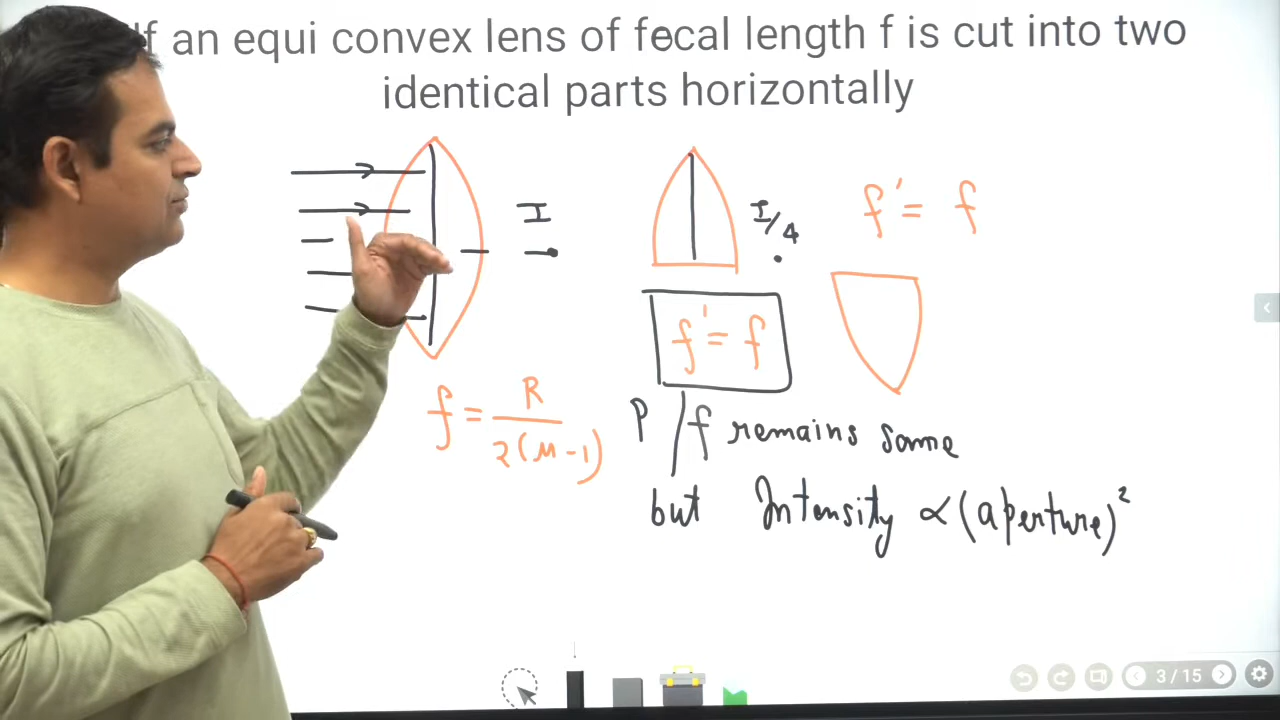 If an equi convex lens of focal length f is cut into two
identical parts horizontally
I
I/4
f' = f
f' = f
f = R / 2(μ-1)
P/f remains same
but Intensity ∝ (aperture)²
3 / 15